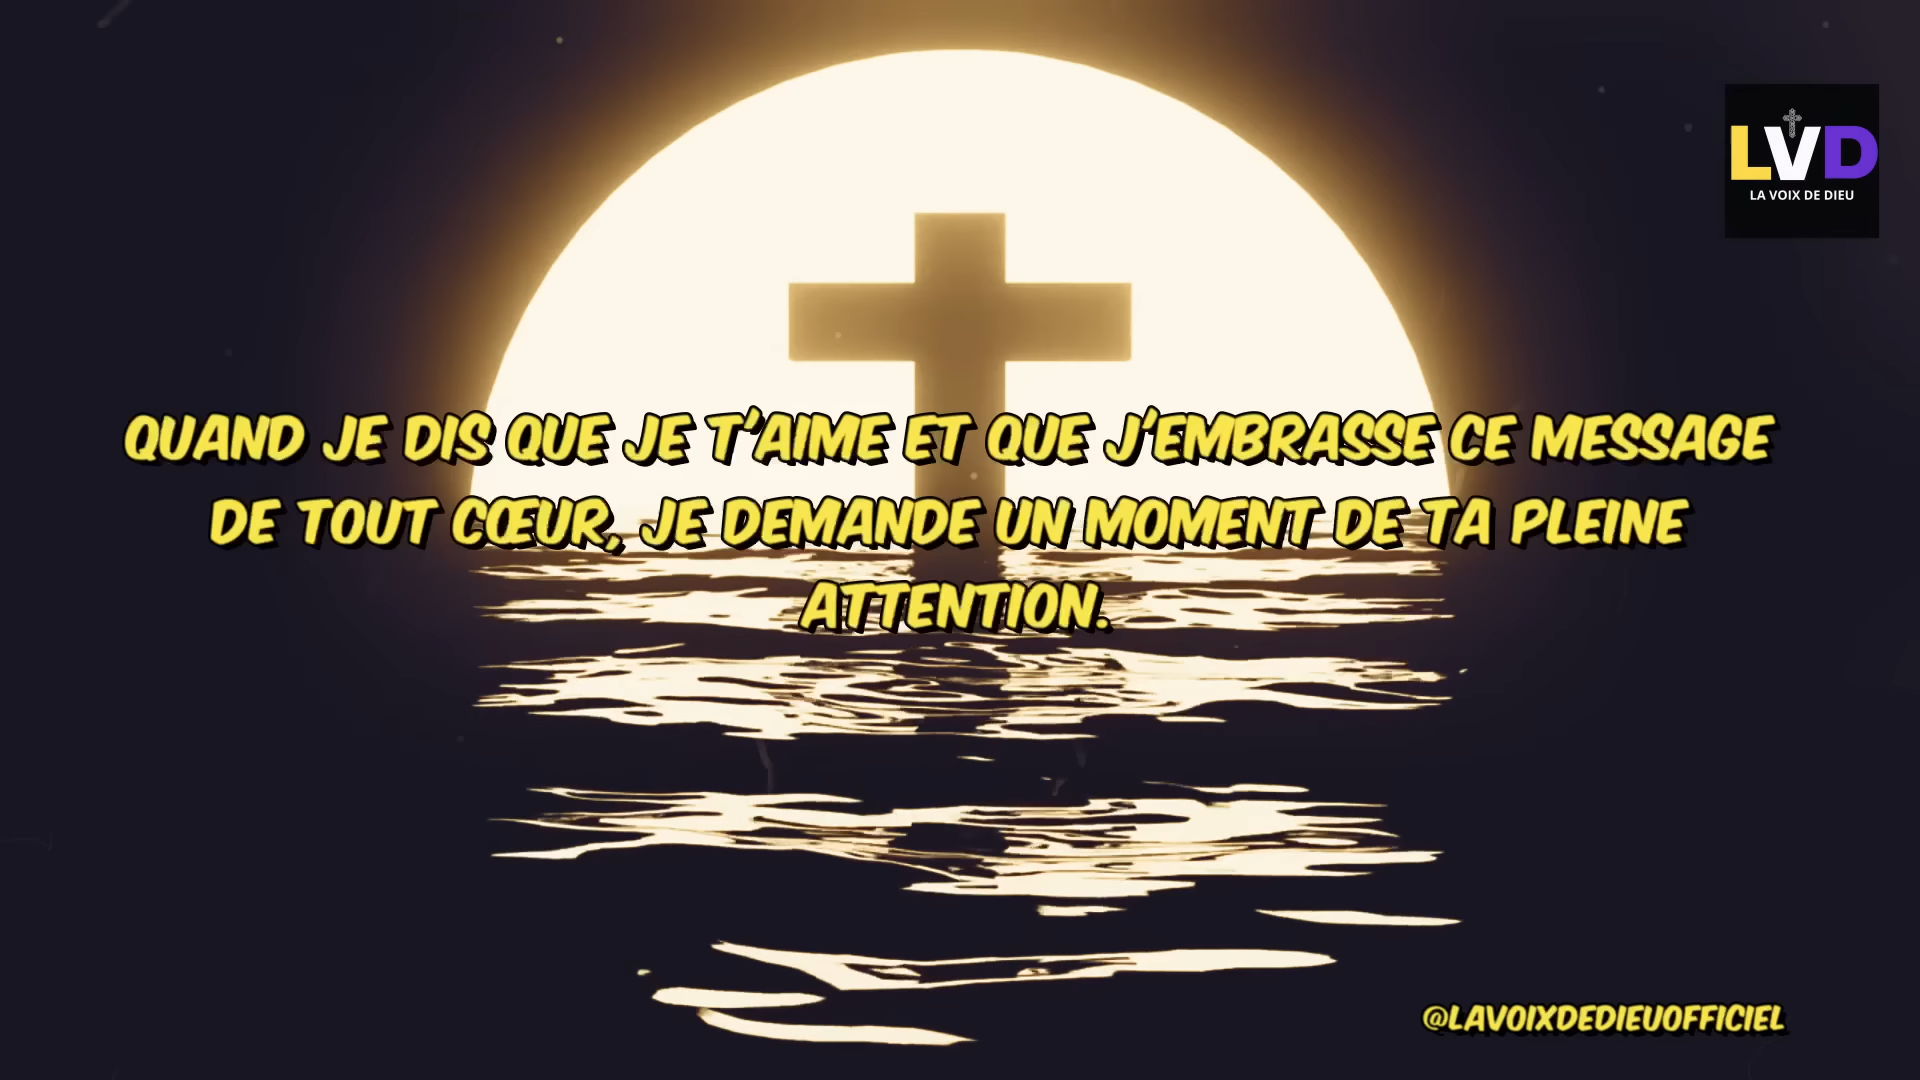 LVD
LA VOIX DE DIEU
QUAND JE DIS QUE JE T'AIME ET QUE J'EMBRASSE CE MESSAGE
DE TOUT CŒUR, JE DEMANDE UN MOMENT DE TA PLEINE
ATTENTION.
@LAVOIXDEDIEUOFFICIEL